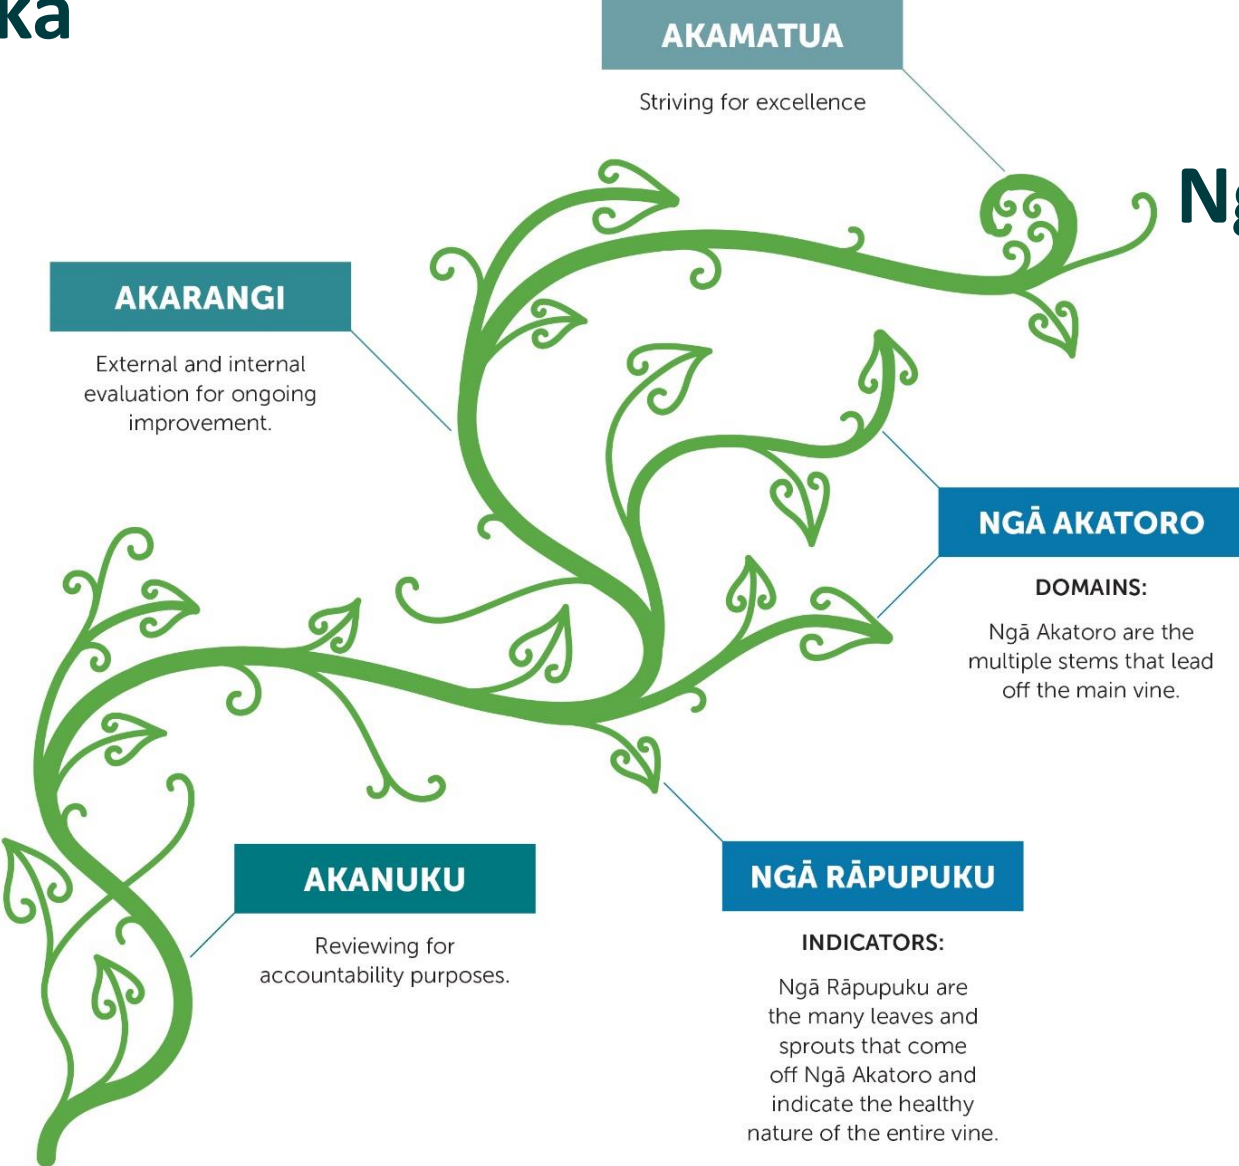 ka
AKAMATUA
Striving for excellence
Ng
AKARANGI
External and internal
evaluation for ongoing
improvement.
NGĀ AKATORO
DOMAINS:
Ngā Akatoro are the
multiple stems that lead
off the main vine.
AKANUKU
Reviewing for
accountability purposes.
NGĀ RĀPUPUKU
INDICATORS:
Ngā Rāpupuku are
the many leaves and
sprouts that come
off Ngā Akatoro and
indicate the healthy
nature of the entire vine.